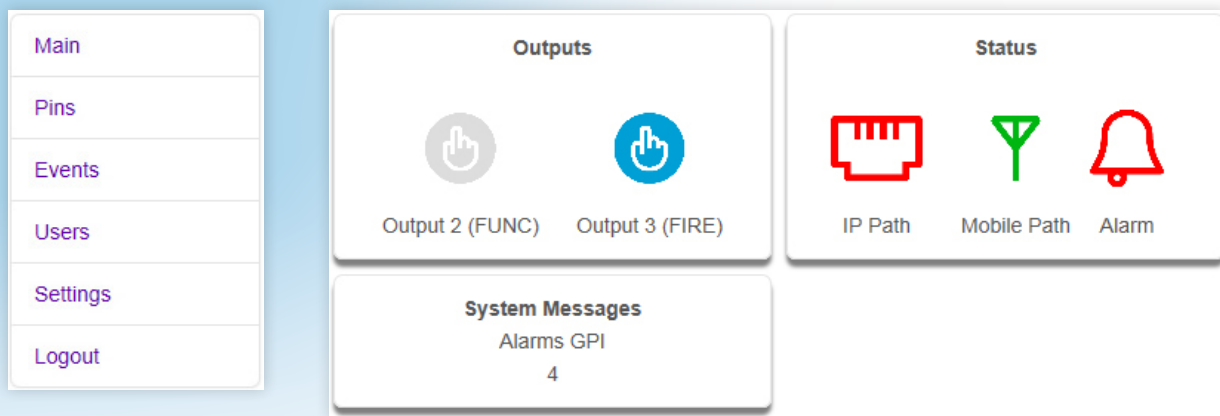 Main
Pins
Events
Users
Settings
Logout
Outputs
Output 2 (FUNC)
Output 3 (FIRE)
Status
IP Path
Mobile Path
Alarm
System Messages
Alarms GPI
4